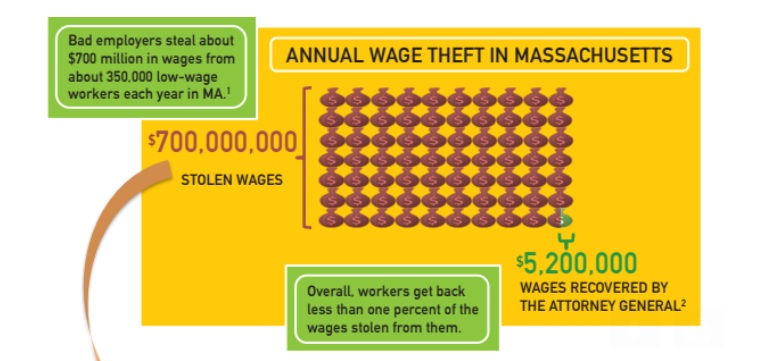 Bad employers steal about
$700 million in wages from
about 350,000 low-wage
workers each year in MA.¹
ANNUAL WAGE THEFT IN MASSACHUSETTS
$700,000,000
STOLEN WAGES
$ $ $ $ $ $ $ $ $ $
$ $ $ $ $ $ $ $ $ $
$ $ $ $ $ $ $ $ $ $
$ $ $ $ $ $ $ $ $ $
$ $ $ $ $ $ $ $ $ $
$ $ $ $ $ $ $ $ $ $
$ $ $ $ $ $ $ $ $ $
$5,200,000
WAGES RECOVERED BY
THE ATTORNEY GENERAL²
Overall, workers get back
less than one percent of the
wages stolen from them.